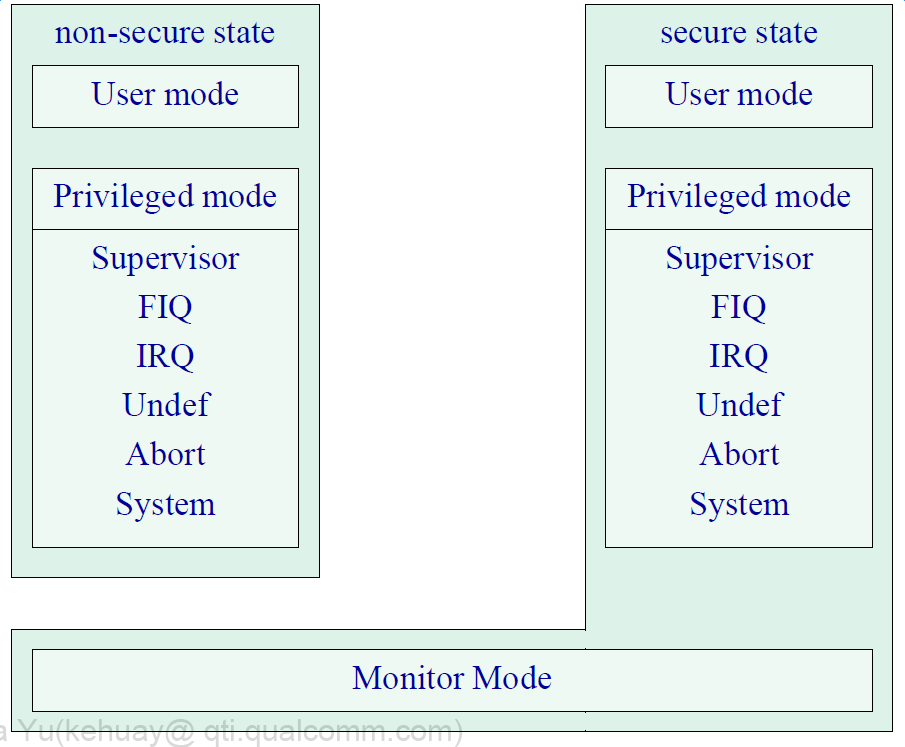 non-secure state
User mode
Privileged mode
Supervisor
FIQ
IRQ
Undef
Abort
System
secure state
User mode
Privileged mode
Supervisor
FIQ
IRQ
Undef
Abort
System
Monitor Mode
a Yu(kehuay@ qti.qualcomm.com)